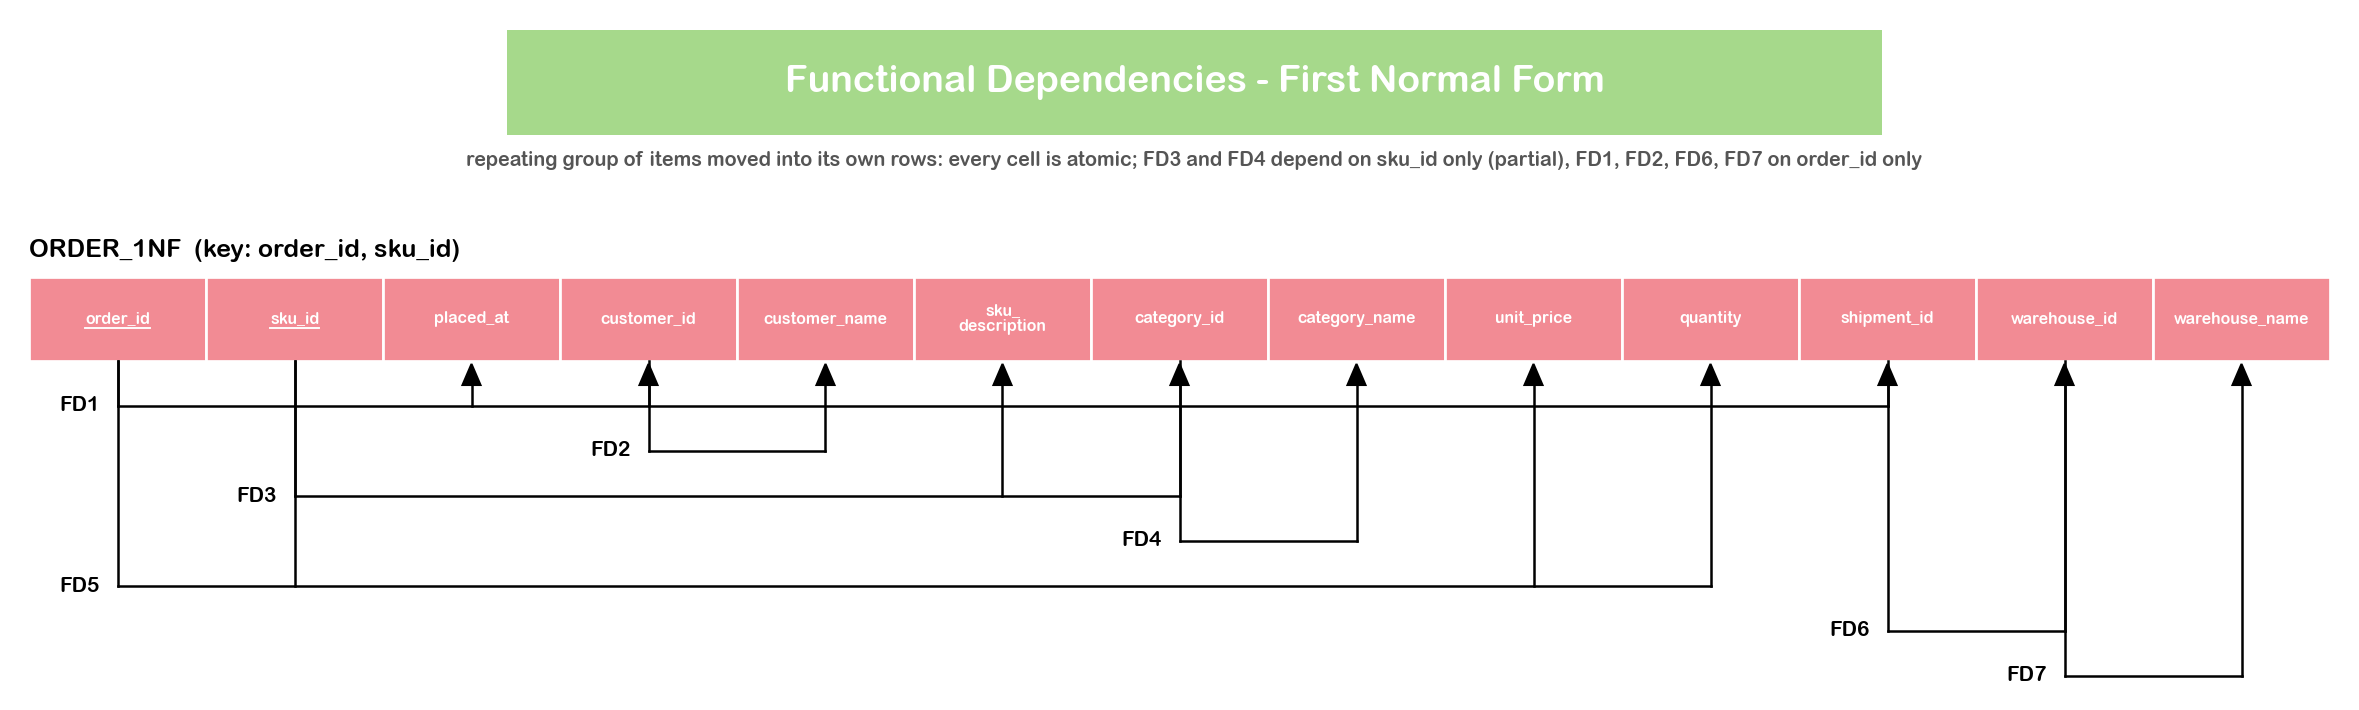 Functional Dependencies - First Normal Form
repeating group of items moved into its own rows: every cell is atomic; FD3 and FD4 depend on sku_id only (partial), FD1, FD2, FD6, FD7 on order_id only
ORDER_1NF (key: order_id, sku_id)
order_id
sku_id
placed_at
customer_id
customer_name
sku_
description
category_id
category_name
unit_price
quantity
shipment_id
warehouse_id
warehouse_name
FD1
FD2
FD3
FD4
FD5
FD6
FD7